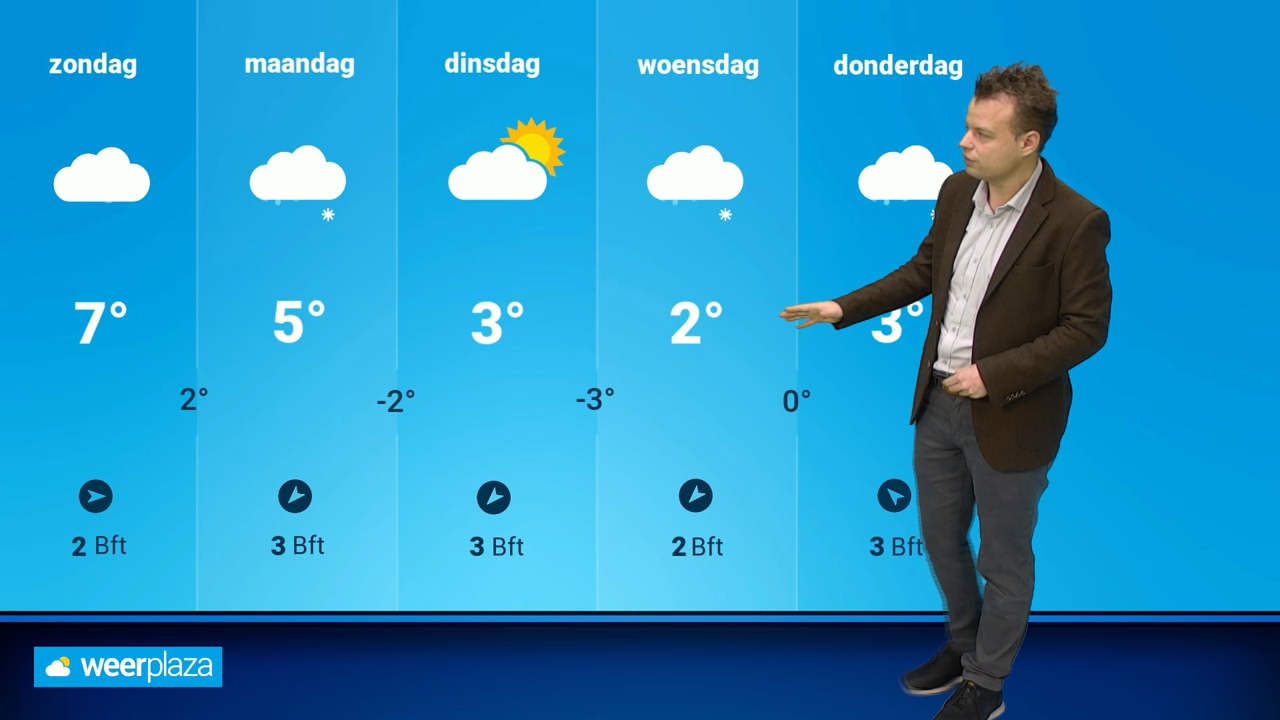 zondag maandag dinsdag woensdag donderdag
7° 5° 3° 2° 3°
2° -2° -3° 0°
2 Bft 3 Bft 3 Bft 2 Bft 3 Bft
weerplaza